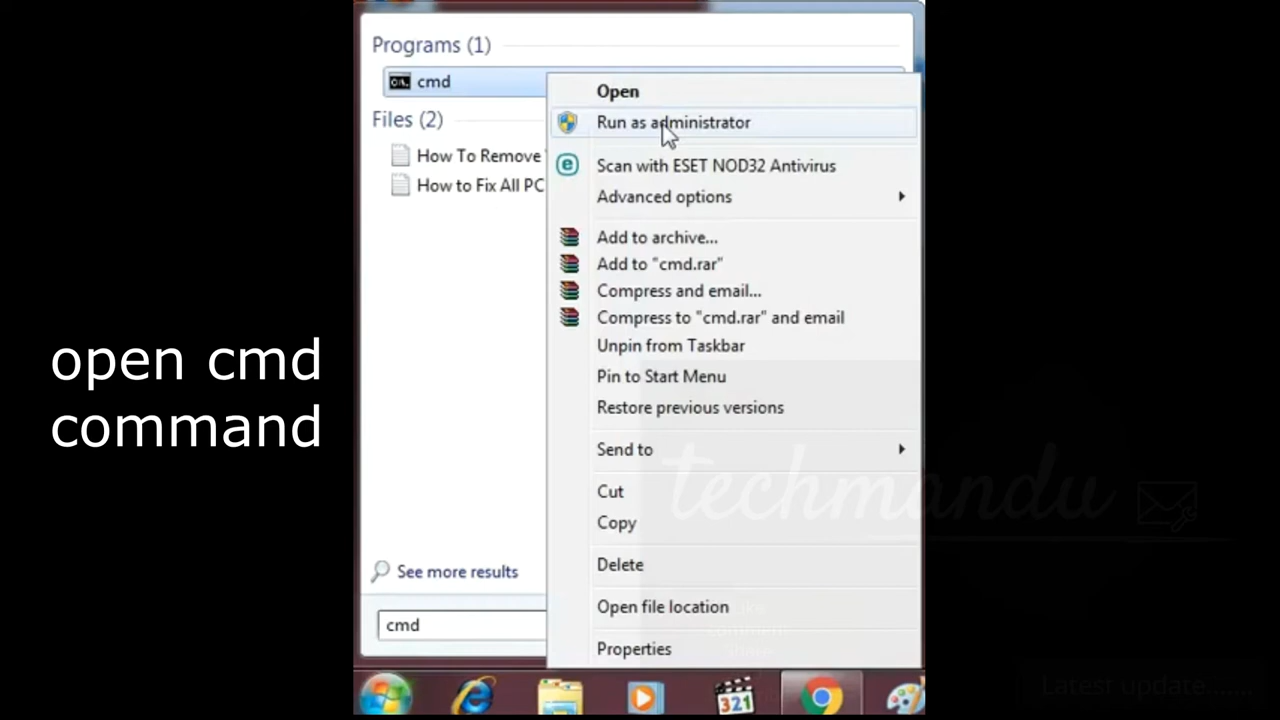 Programs (1)
cmd
Files (2)
How To Remove
How to Fix All PC
Open
Run as administrator
Scan with ESET NOD32 Antivirus
Advanced options
Add to archive...
Add to "cmd.rar"
Compress and email...
Compress to "cmd.rar" and email
Unpin from Taskbar
Pin to Start Menu
Restore previous versions
Send to
Cut
Copy
Delete
Open file location
Properties
See more results
cmd
open cmd
command
techmandu
321
Latest update.......